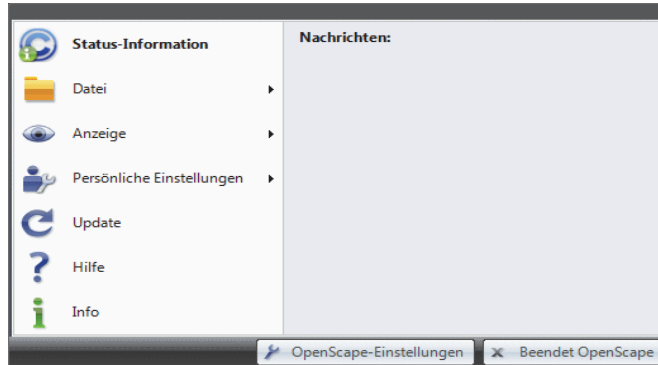 Status-Information
Nachrichten:
Datei
Anzeige
Persönliche Einstellungen
Update
Hilfe
Info
OpenScape-Einstellungen
Beendet OpenScape